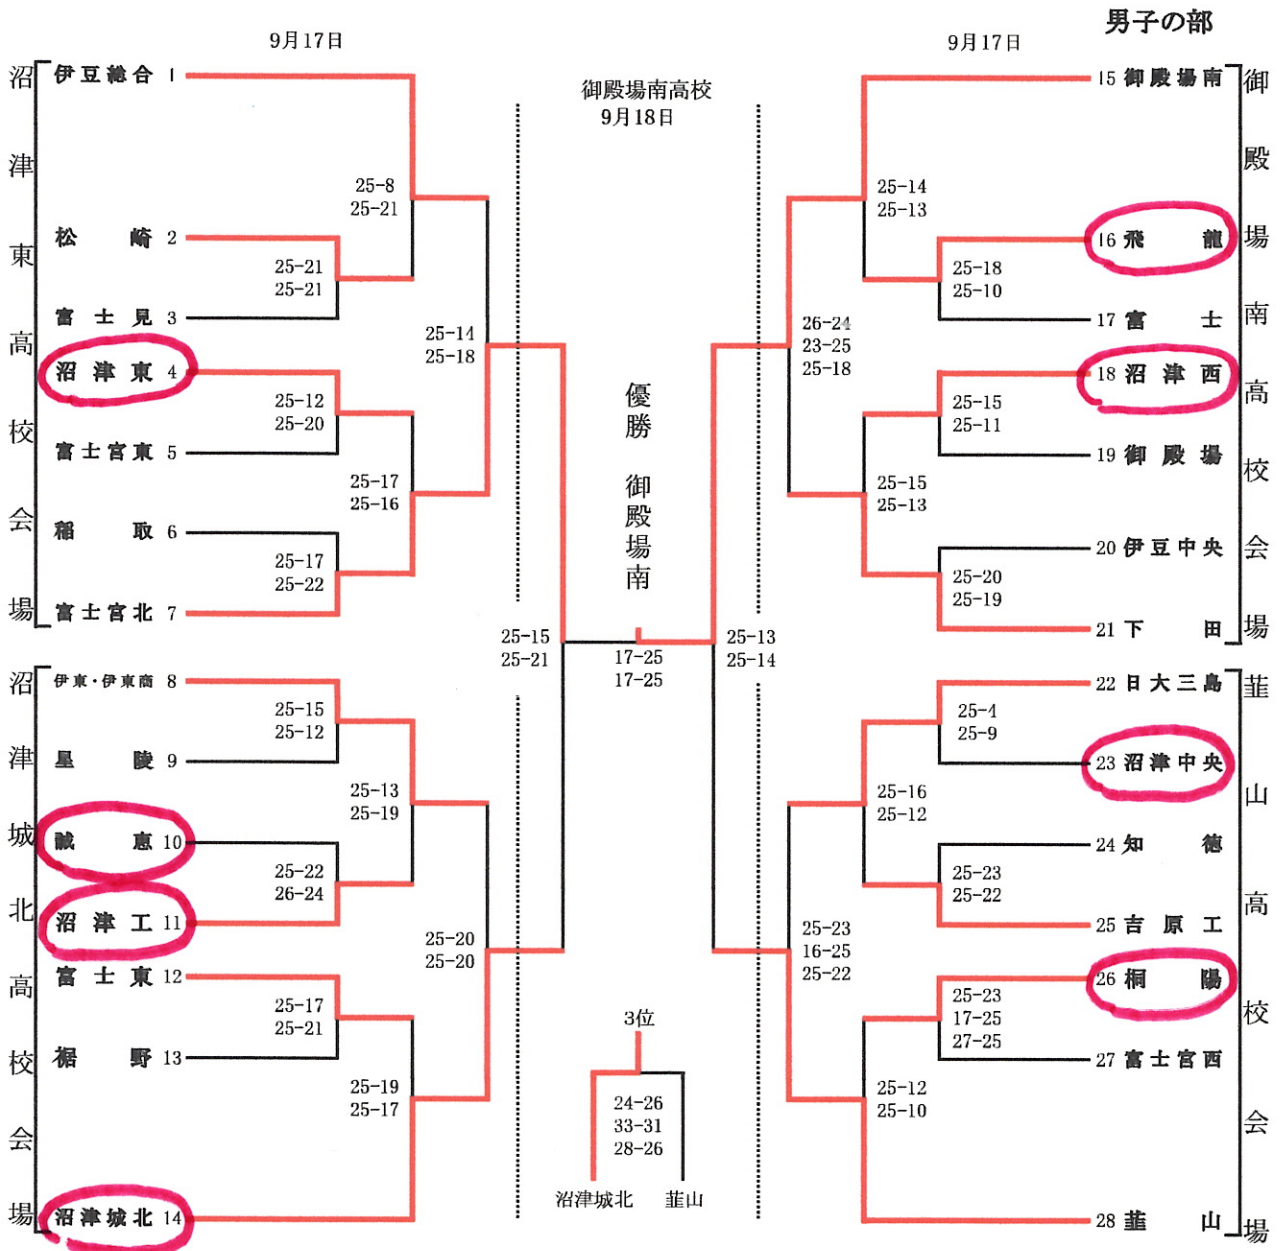 男子の部
9月17日
9月17日
御殿場南高校
9月18日
沼津東高校会場
伊豆総合 1
25-8
25-21
松崎 2
25-21
25-21
富士見 3
沼津東 4
25-14
25-18
25-12
25-20
富士宮東 5
25-17
25-16
稲取 6
25-17
25-22
富士宮北 7
沼津城北高校会場
伊東・伊東商 8
25-15
25-12
星陵 9
25-13
25-19
誠恵 10
25-22
26-24
沼津工 11
25-20
25-20
富士東 12
25-17
25-21
裾野 13
25-19
25-17
沼津城北 14
優勝 御殿場南
25-15
25-21
17-25
17-25
25-13
25-14
3位
24-26
33-31
28-26
沼津城北 韮山
御殿場南高校会場
15 御殿場南
25-14
25-13
16 飛龍
25-18
25-10
17 富士
26-24
23-25
25-18
18 沼津西
25-15
25-11
19 御殿場
25-15
25-13
20 伊豆中央
25-20
25-19
21 下田
韮山高校会場
22 日大三島
25-4
25-9
23 沼津中央
25-16
25-12
24 知徳
25-23
25-22
25 吉原工
25-23
16-25
25-22
26 桐陽
25-23
17-25
27-25
27 富士宮西
25-12
25-10
28 韮山